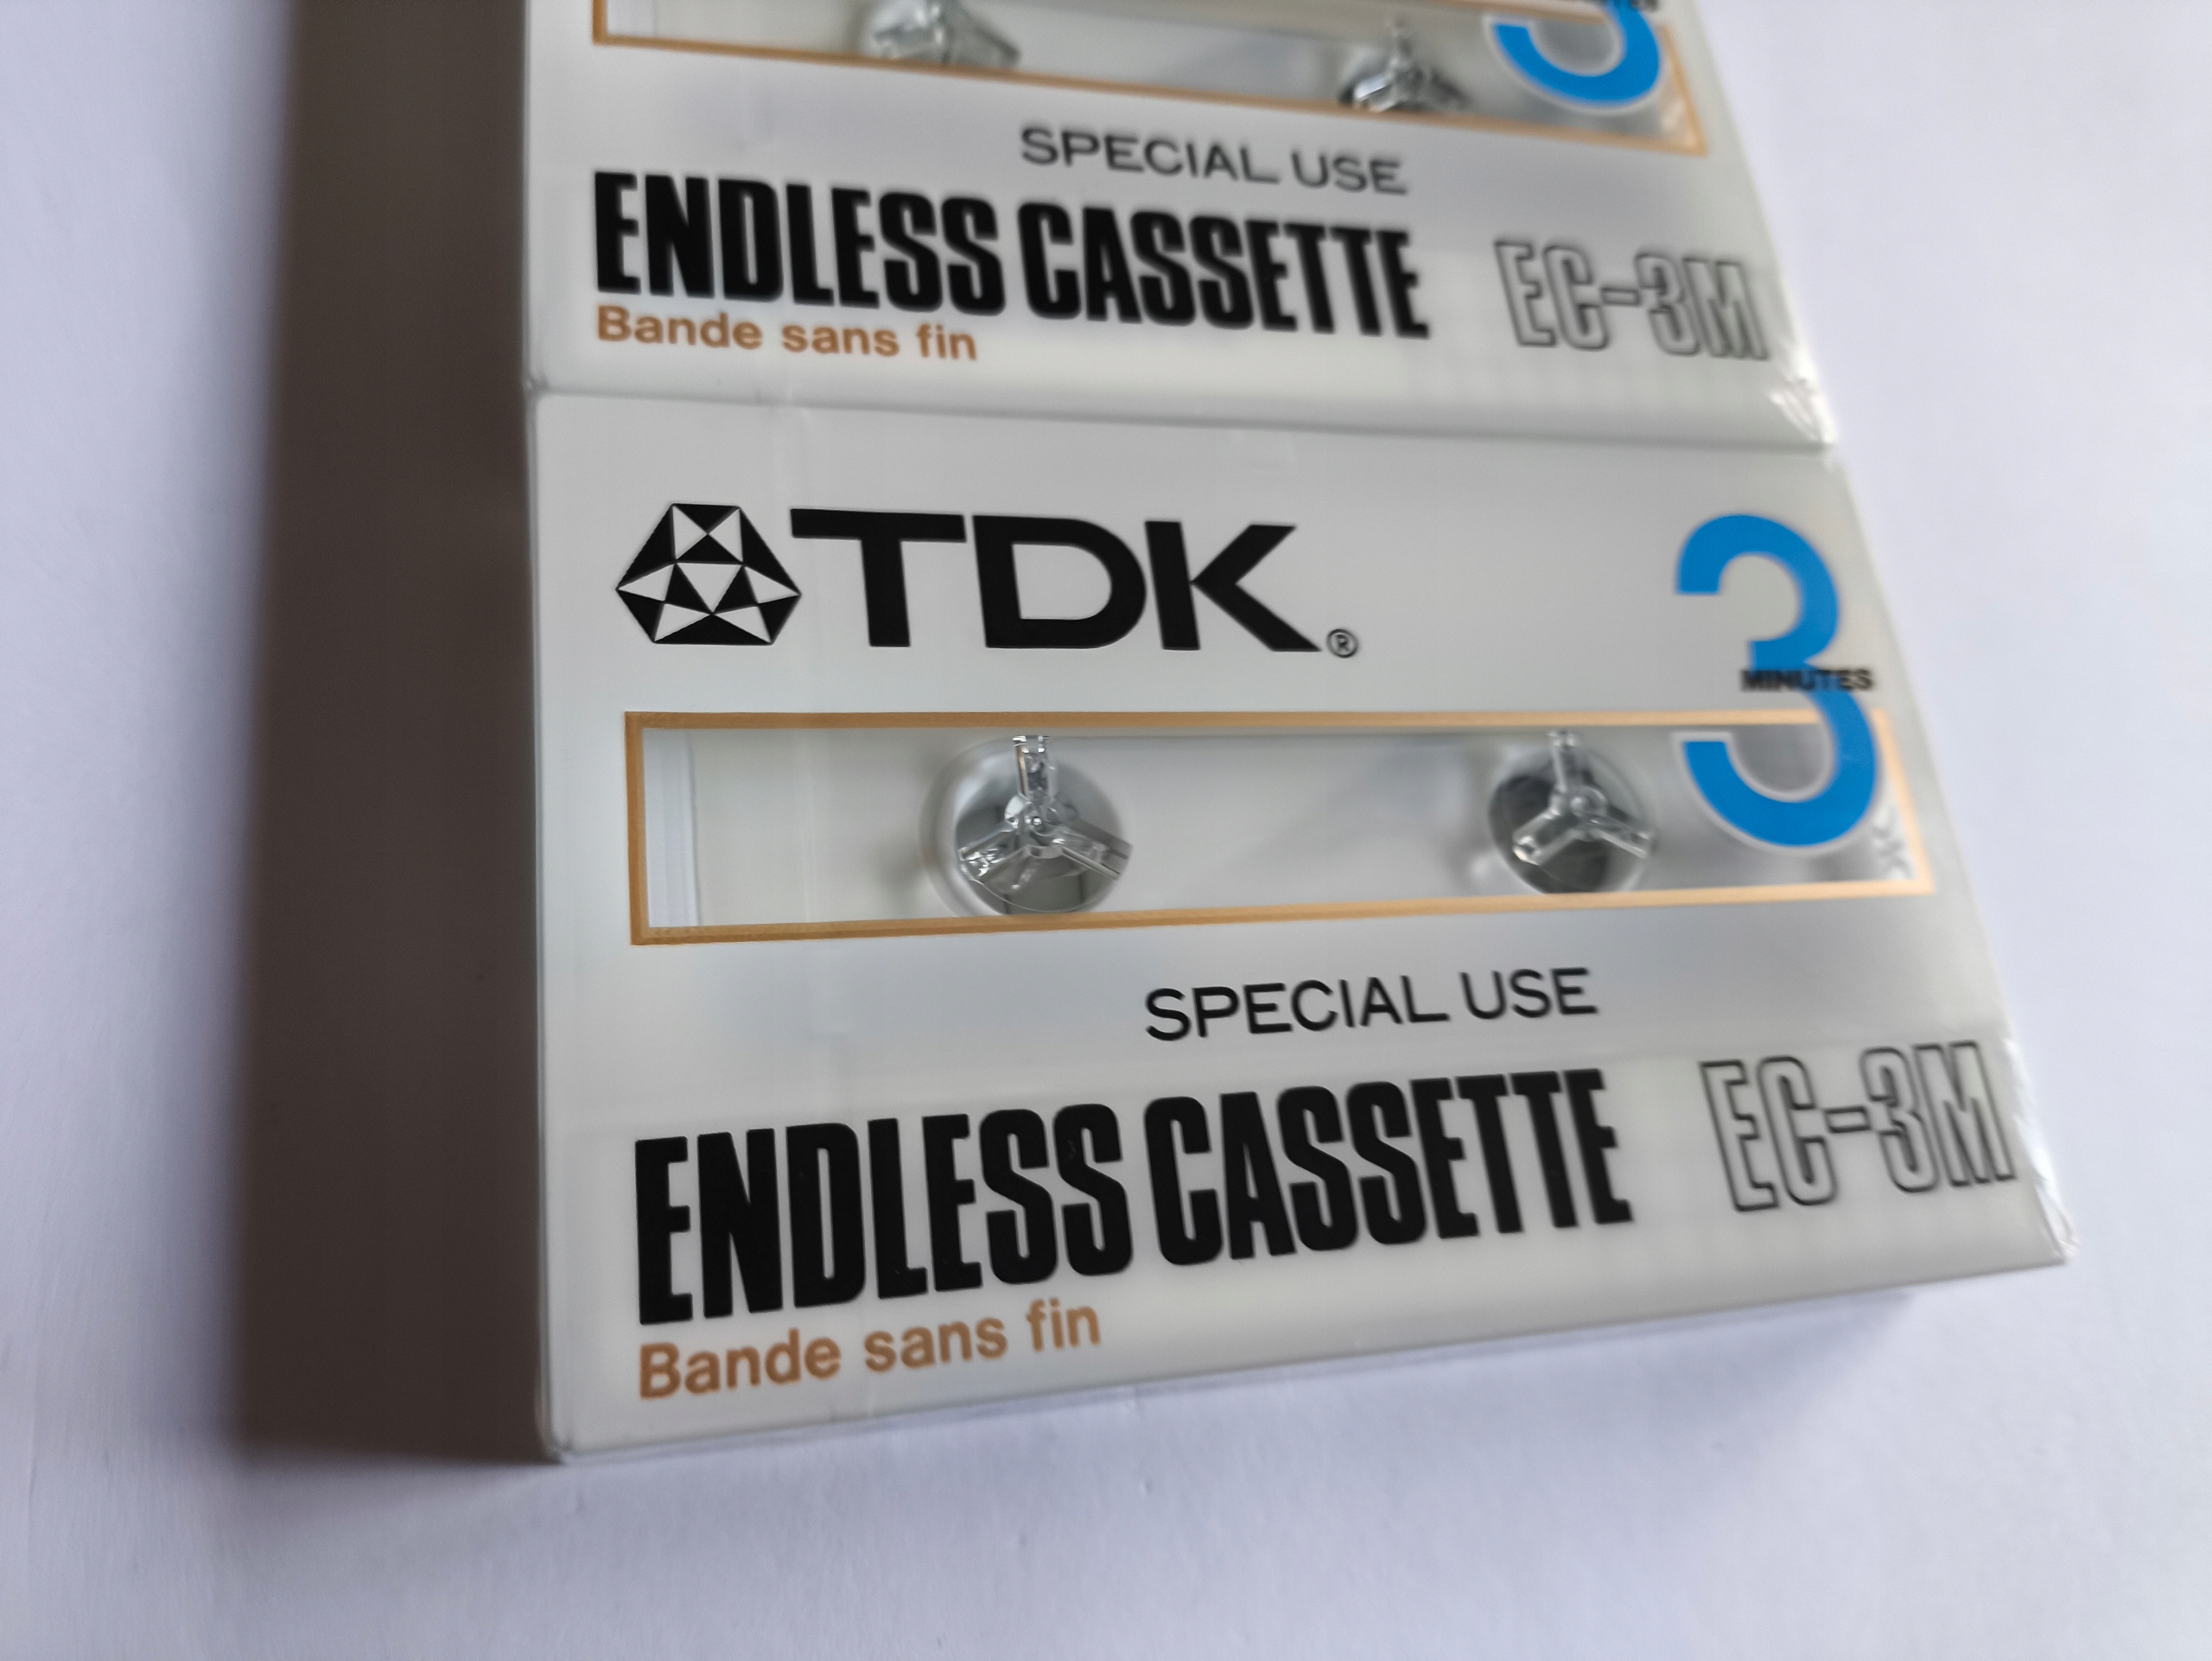 3
SPECIAL USE
ENDLESS CASSETTE EC-3M
Bande sans fin
TDK®
3
MINUTES
SPECIAL USE
ENDLESS CASSETTE EC-3M
Bande sans fin